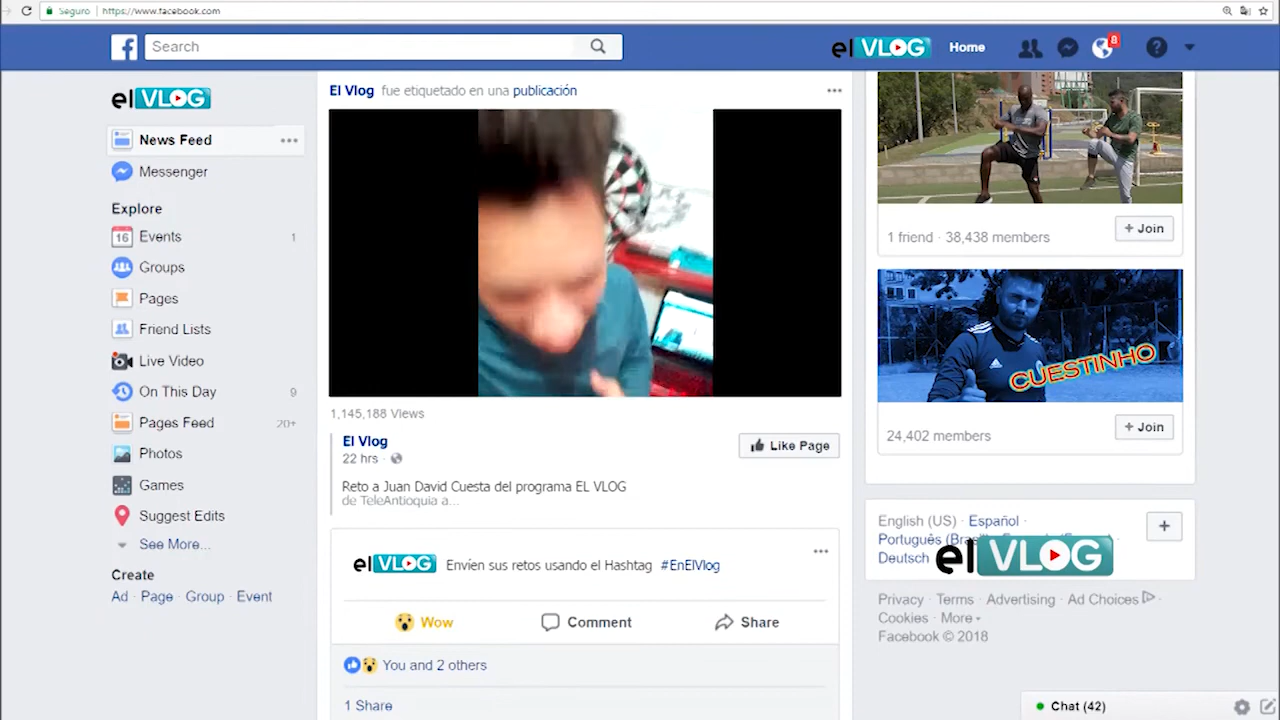 Seguro https://www.facebook.com
f
Search
el VLOG
Home
8
?
el VLOG
News Feed
Messenger
Explore
16 Events 1
Groups
Pages
Friend Lists
Live Video
On This Day 9
Pages Feed 20+
Photos
Games
Suggest Edits
See More...
Create
Ad · Page · Group · Event
El Vlog fue etiquetado en una publicación
1,145,188 Views
El Vlog
22 hrs ·
Like Page
Reto a Juan David Cuesta del programa EL VLOG
de TeleAntioquia a...
el VLOG Envíen sus retos usando el Hashtag #EnElVlog
Wow Comment Share
You and 2 others
1 Share
1 friend · 38,438 members
+ Join
CUESTINHO
24,402 members
+ Join
English (US) · Español ·
Português
Deutsch
+
el VLOG
Privacy · Terms · Advertising · Ad Choices ·
Cookies · More
Facebook © 2018
Chat (42)